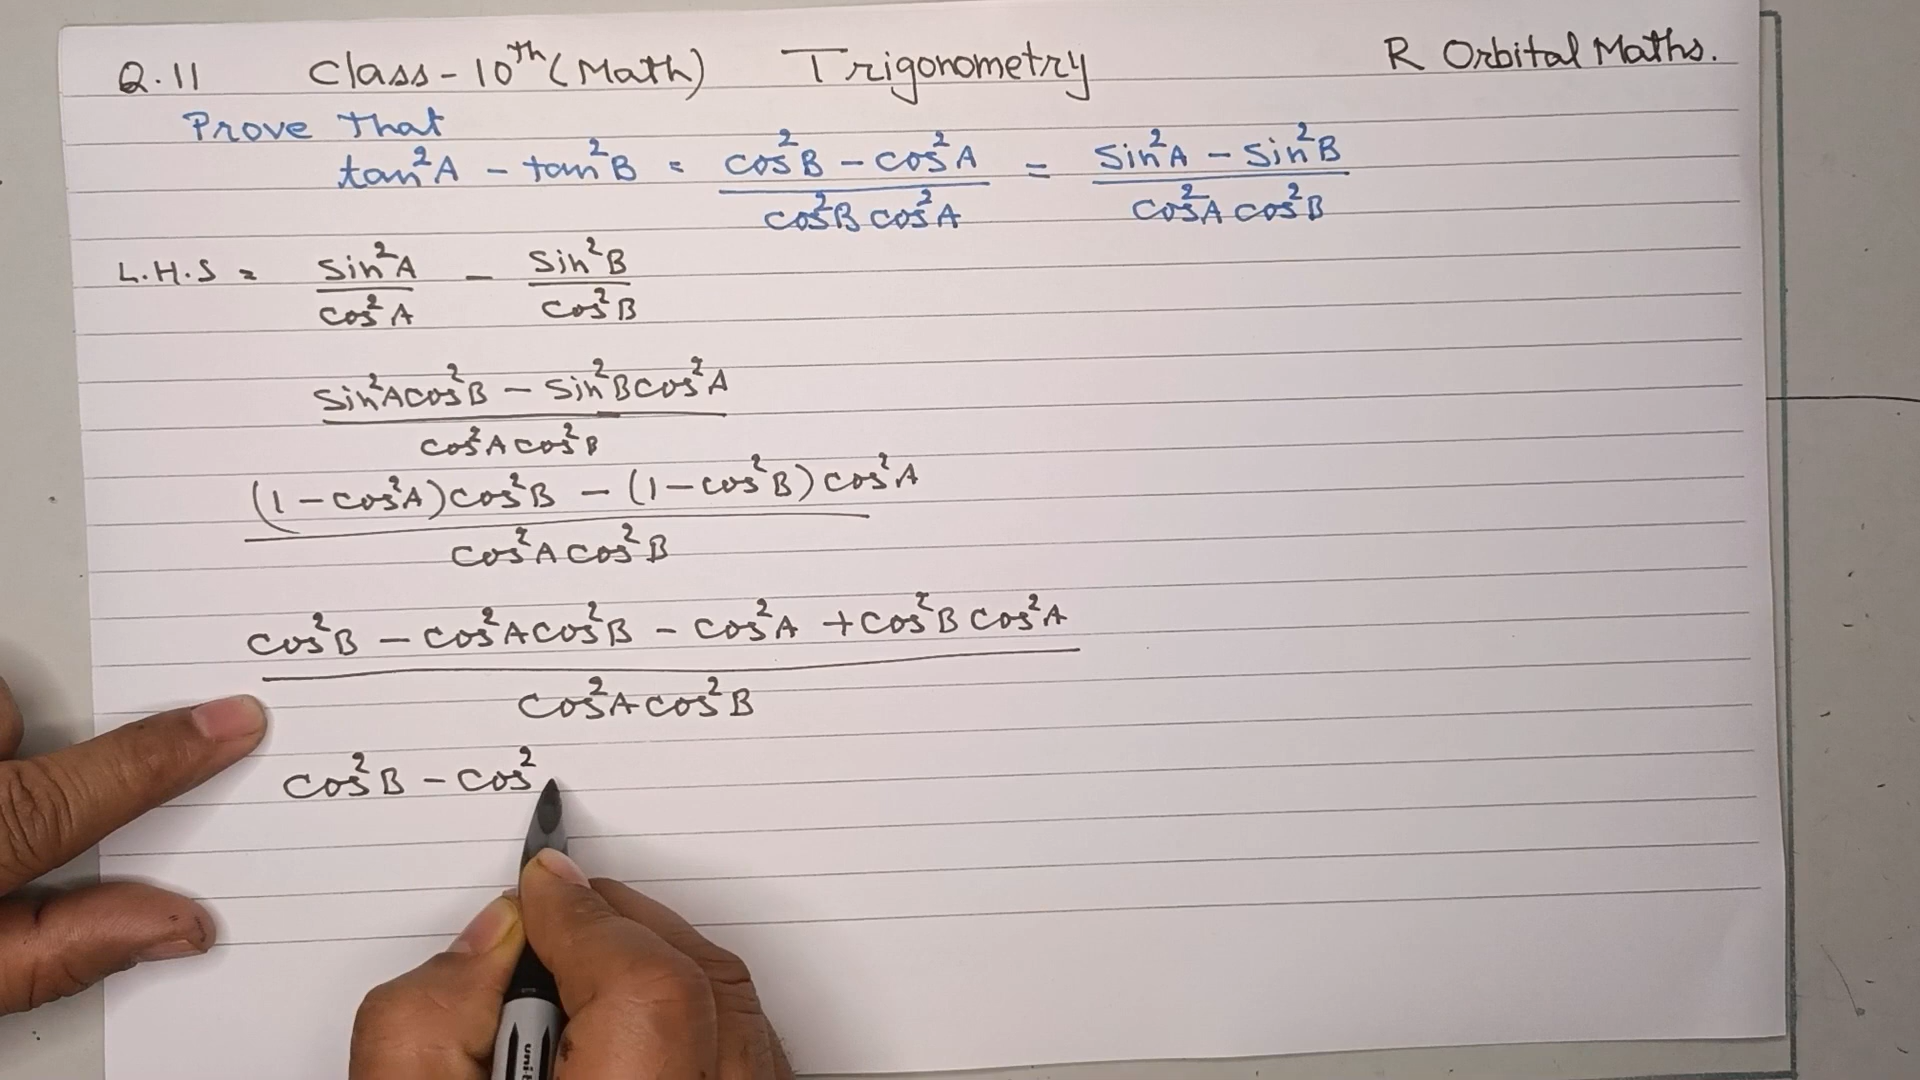 Q.11 Class-10th (Math) Trigonometry R Orbital Maths.
Prove that
tan²A - tan²B = cos²B - cos²A / cos²B cos²A = Sin²A - Sin²B / cos²A cos²B
L.H.S = Sin²A / cos²A - Sin²B / cos²B
Sin²A cos²B - Sin²B cos²A / cos²A cos²B
(1 - cos²A) cos²B - (1 - cos²B) cos²A / cos²A cos²B
cos²B - cos²A cos²B - cos²A + cos²B cos²A / cos²A cos²B
cos²B - cos²